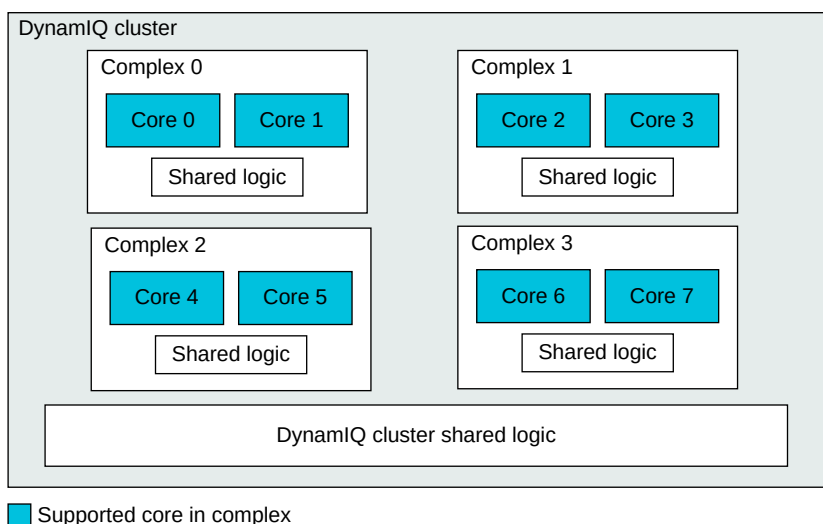 DynamIQ cluster
Complex 0
Core 0
Core 1
Shared logic
Complex 1
Core 2
Core 3
Shared logic
Complex 2
Core 4
Core 5
Shared logic
Complex 3
Core 6
Core 7
Shared logic
DynamIQ cluster shared logic
Supported core in complex